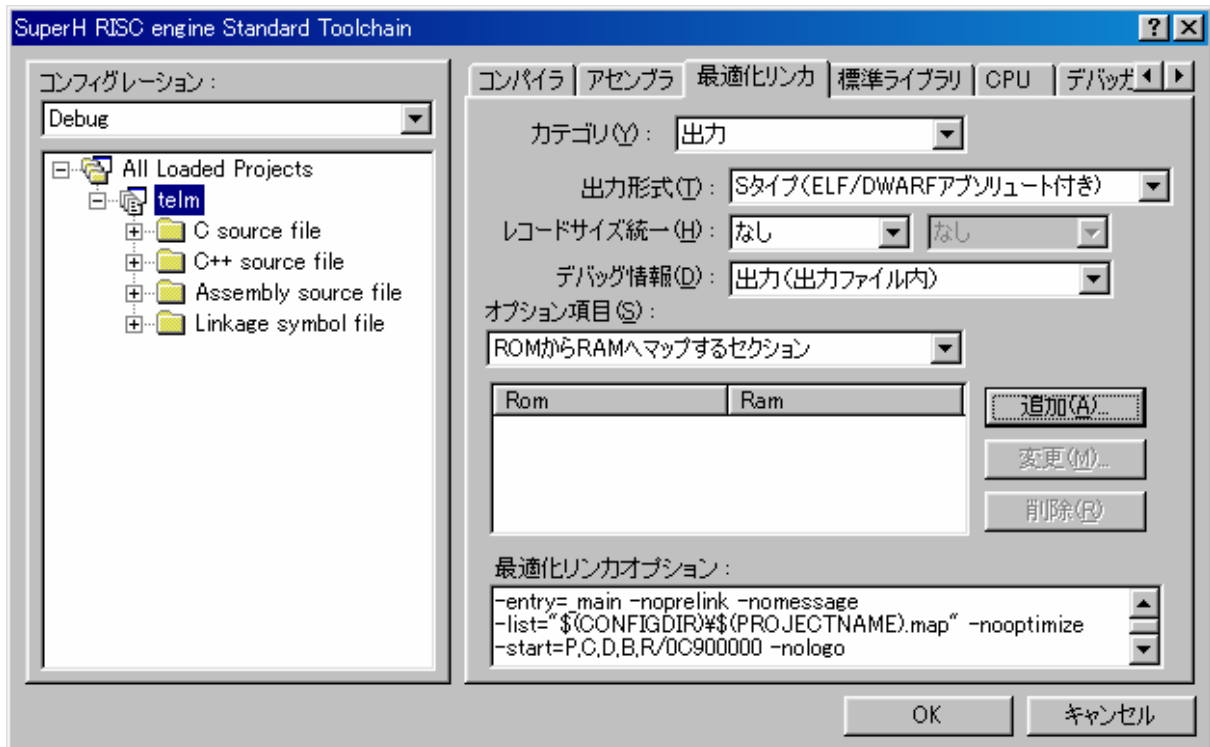 SuperH RISC engine Standard Toolchain
コンフィグレーション：
Debug
All Loaded Projects
telm
C source file
C++ source file
Assembly source file
Linkage symbol file
コンパイラ アセンブラ 最適化リンカ 標準ライブラリ CPU デバッガ
カテゴリ(Y)： 出力
出力形式(T)： Sタイプ(ELF/DWARFアブソリュート付き)
レコードサイズ統一(H)： なし なし
デバッグ情報(D)： 出力(出力ファイル内)
オプション項目(S)：
ROMからRAMへマップするセクション
Rom Ram
追加(A)...
変更(M)...
削除(R)
最適化リンカオプション：
-entry=_main -noprelink -nomessage
-list="$(CONFIGDIR)¥$(PROJECTNAME).map" -nooptimize
-start=P,C,D,B,R/0C900000 -nologo
OK キャンセル